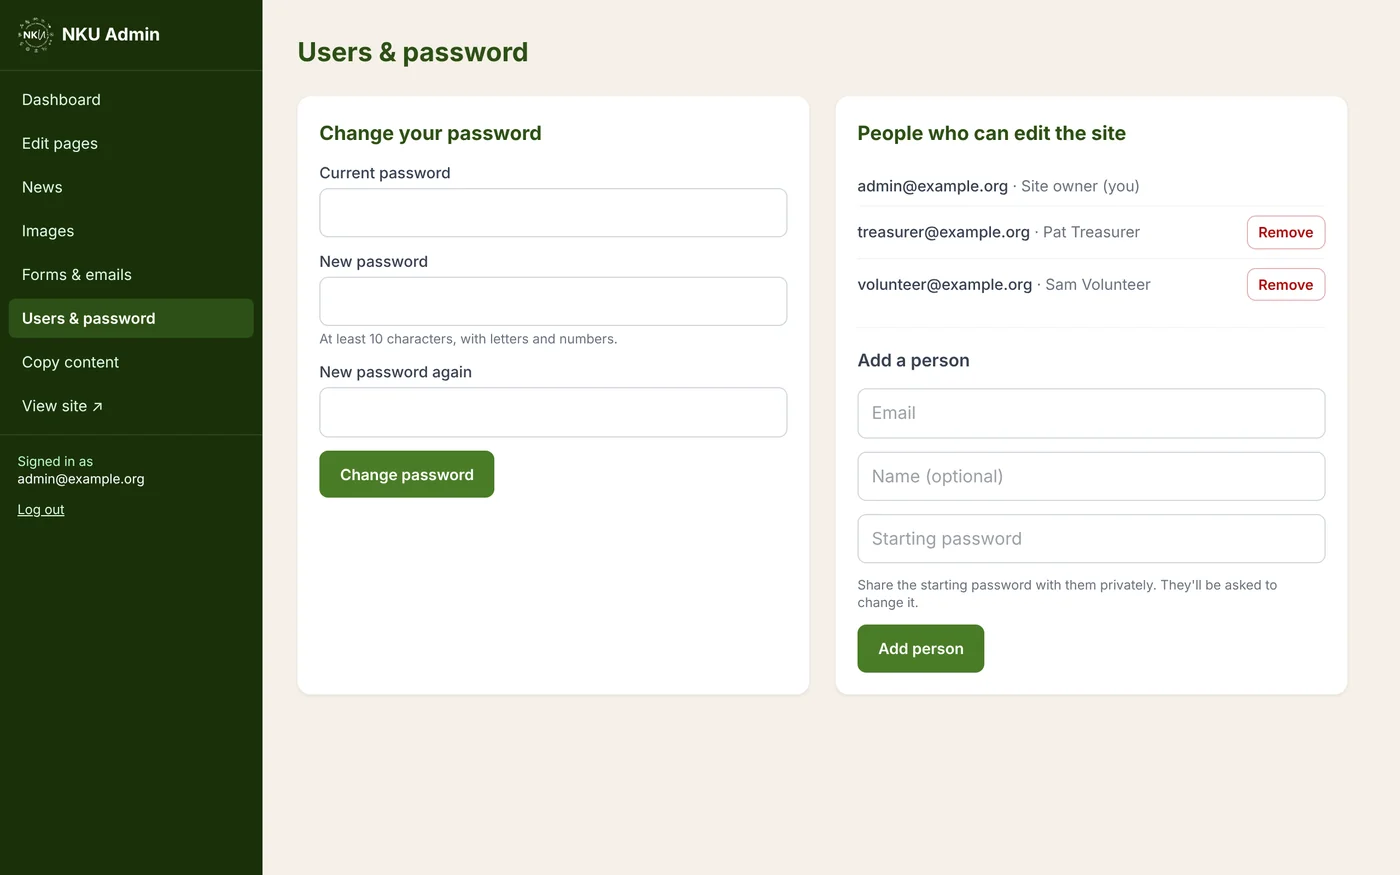 NKU Admin
Dashboard
Edit pages
News
Images
Forms & emails
Users & password
Copy content
View site ↗
Signed in as
admin@example.org
Log out
Users & password
Change your password
Current password
New password
At least 10 characters, with letters and numbers.
New password again
Change password
People who can edit the site
admin@example.org · Site owner (you)
treasurer@example.org · Pat Treasurer
Remove
volunteer@example.org · Sam Volunteer
Remove
Add a person
Email
Name (optional)
Starting password
Share the starting password with them privately. They'll be asked to
change it.
Add person